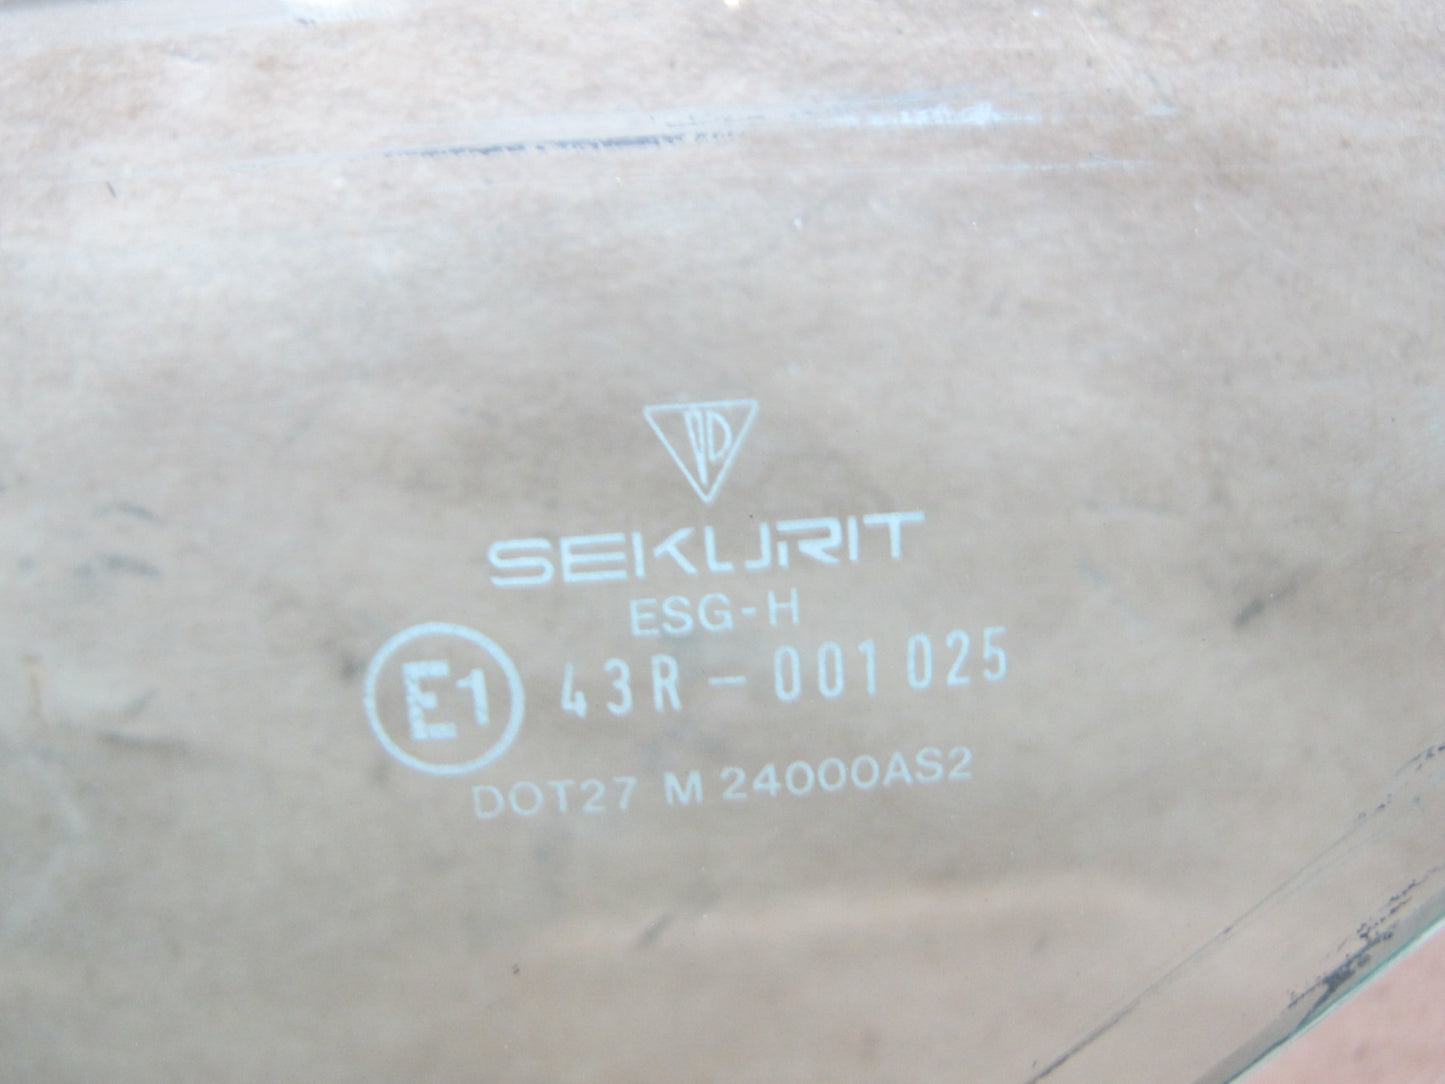 SEKURIT
ESG-H
E1 43R-001025
DOT27 M 24000AS2